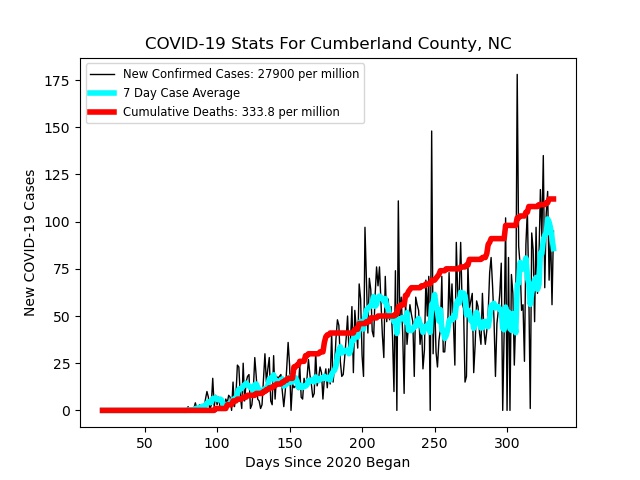 COVID-19 Stats For Cumberland County, NC
New Confirmed Cases: 27900 per million
7 Day Case Average
Cumulative Deaths: 333.8 per million
New COVID-19 Cases
175
150
125
100
75
50
25
0
50 100 150 200 250 300
Days Since 2020 Began